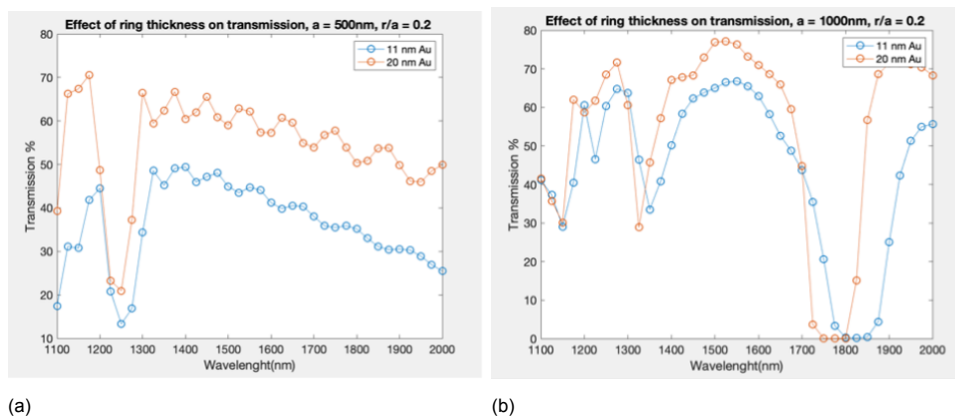 Effect of ring thickness on transmission, a = 500nm, r/a = 0.2
80
70
60
50
40
30
20
10
Transmission %
11 nm Au
20 nm Au
1100 1200 1300 1400 1500 1600 1700 1800 1900 2000
Wavelenght(nm)
(a)
Effect of ring thickness on transmission, a = 1000nm, r/a = 0.2
80
70
60
50
40
30
20
10
0
Transmission %
11 nm Au
20 nm Au
1100 1200 1300 1400 1500 1600 1700 1800 1900 2000
Wavelenght(nm)
(b)